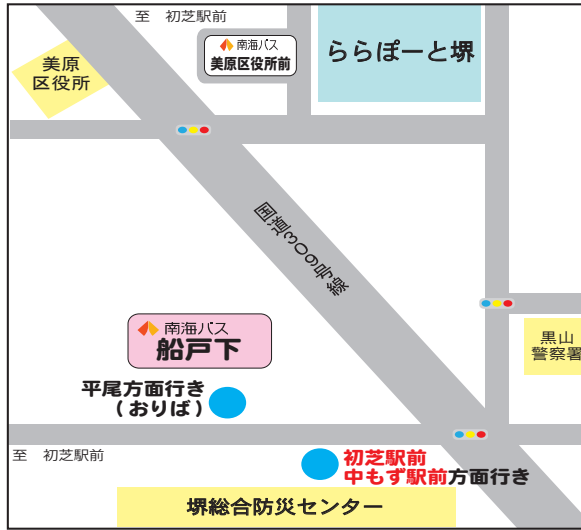 至 初芝駅前
南海バス
美原区役所前
ららぽーと堺
美原
区役所
国道309号線
南海バス
船戸下
黒山
警察署
平尾方面行き
(おりば)
至 初芝駅前
初芝駅前
中もず駅前方面行き
堺総合防災センター